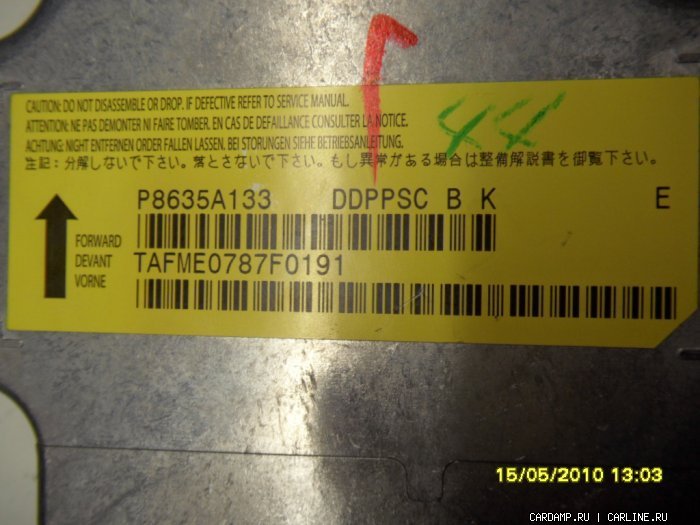 CAUTION: DO NOT DISASSEMBLE OR DROP. IF DEFECTIVE REFER TO SERVICE MANUAL.
ATTENTION: NE PAS DEMONTER NI FAIRE TOMBER. EN CAS DE DEFAILLANCE CONSULTER LA NOTICE.
ACHTUNG: NIGHT ENTFERNEN ORDER FALLEN LASSEN. BEI STORUNGEN SIEHE BETRIEBSANLEITUNG.
注記: 分解しないで下さい。落とさないで下さい。もし異常がある場合は整備解説書を御覧下さい。
44
P8635A133 DDPPSC B K E
FORWARD
DEVANT
VORNE
TAFME0787F0191
15/05/2010 13:03
CARDAMP.RU | CARLINE.RU